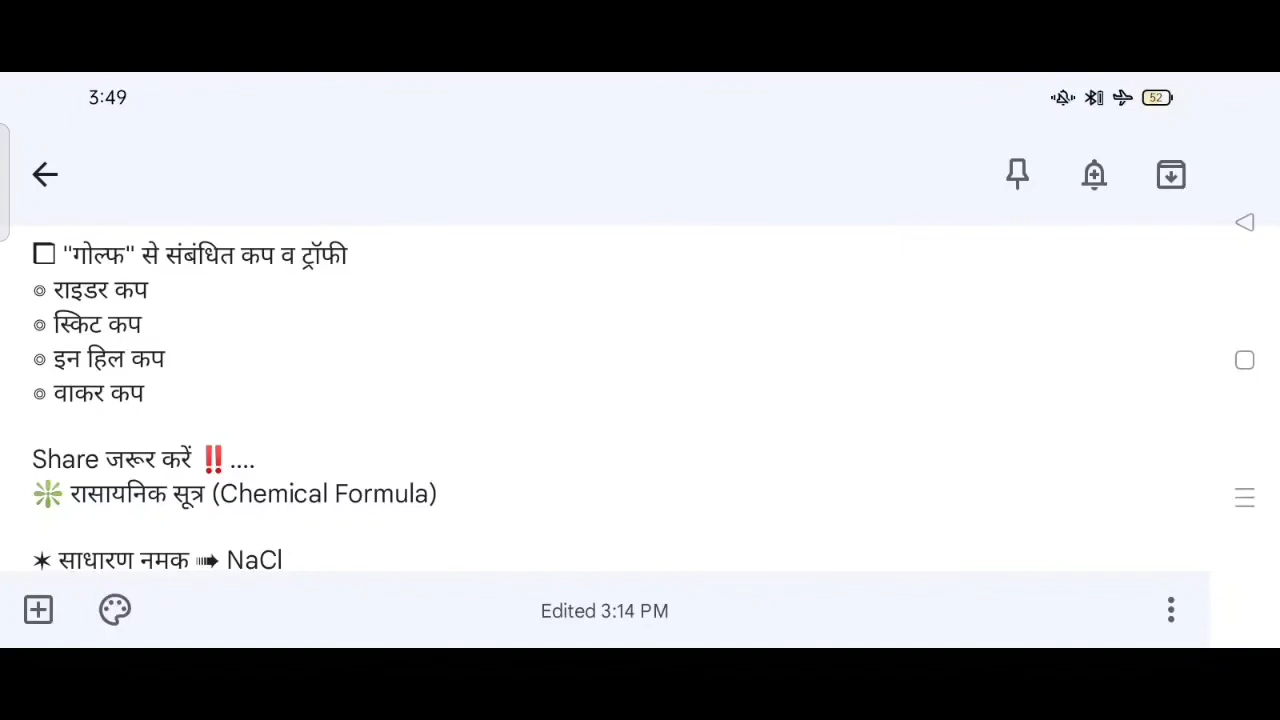 3:49
52
"गोल्फ" से संबंधित कप व ट्रॉफी
⌾ राइडर कप
⌾ स्किट कप
⌾ इन हिल कप
⌾ वाकर कप
Share जरूर करें ‼️....
❇️ रासायनिक सूत्र (Chemical Formula)
✶ साधारण नमक ➠ NaCl
Edited 3:14 PM